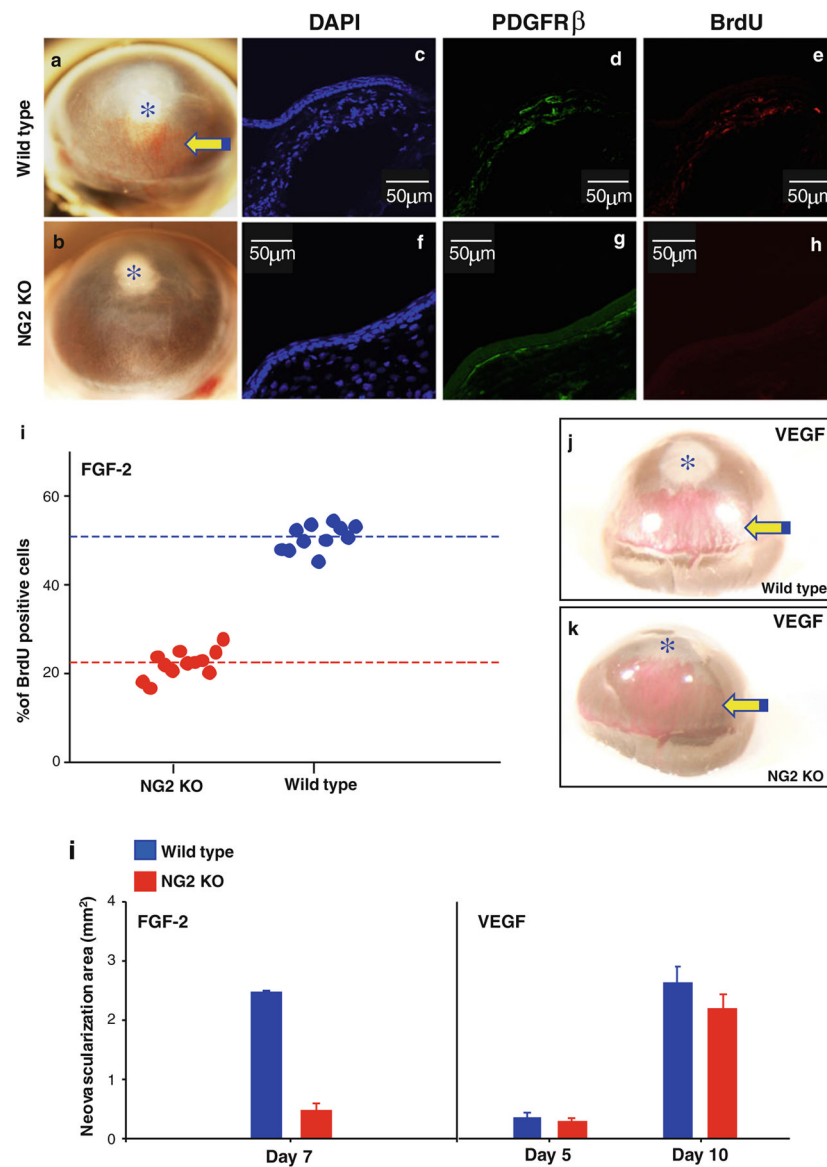 DAPI PDGFRβ BrdU
Wild type
a
*
c
50μm
d
50μm
e
50μm
NG2 KO
b
*
50μm
f
50μm
g
50μm
h
i
FGF-2
%of BrdU positive cells
60
40
20
0
NG2 KO Wild type
j
VEGF
*
Wild type
k
VEGF
*
NG2 KO
i
Wild type
NG2 KO
Neovascularization area (mm²)
4
3
2
1
0
FGF-2 VEGF
Day 7 Day 5 Day 10